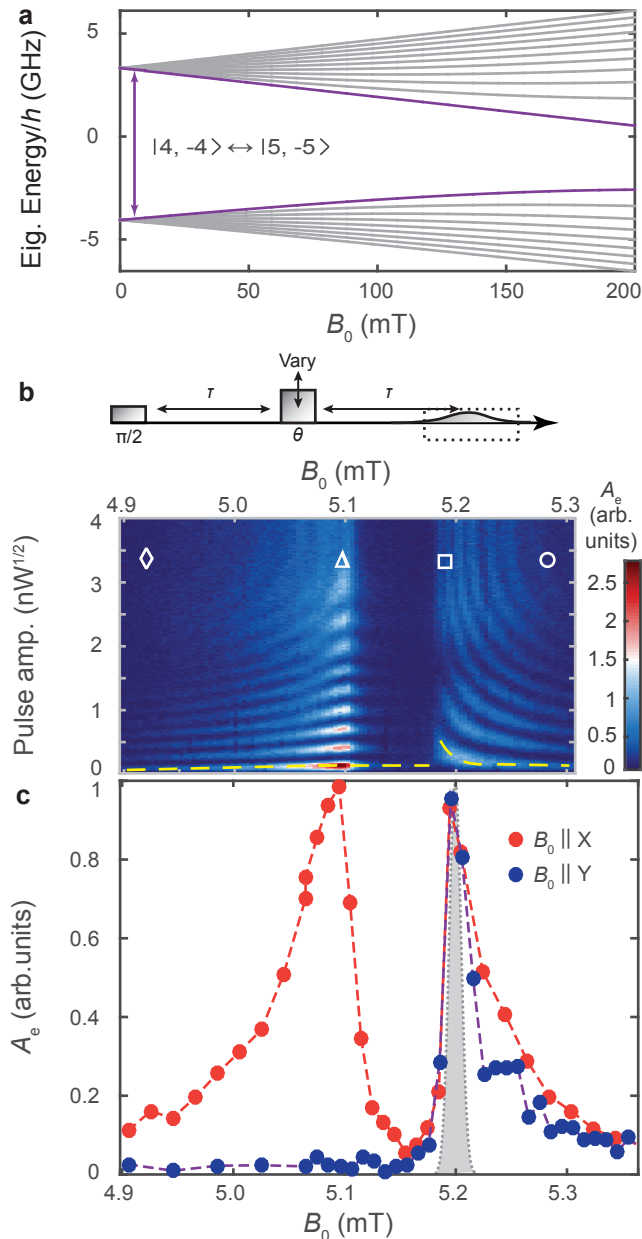 a
Eig. Energy/h (GHz)
5
0
-5
|4, -4⟩ ↔ |5, -5⟩
0 50 100 150 200
B0 (mT)
b
Vary
τ τ
π/2 θ
B0 (mT)
4.9 5.0 5.1 5.2 5.3
Ae
(arb.
units)
Pulse amp. (nW1/2)
4
3
2
1
0
2.5
2
1.5
1
0.5
0
c
Ae (arb.units)
1
0.8
0.6
0.4
0.2
0
B0 || X
B0 || Y
4.9 5.0 5.1 5.2 5.3
B0 (mT)